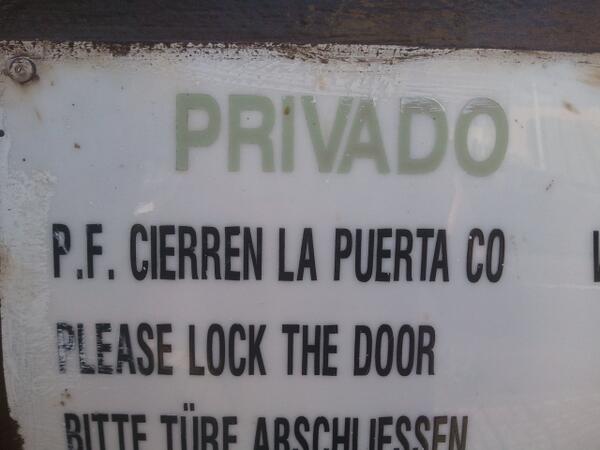 PRIVADO
P.F. CIERREN LA PUERTA CO
PLEASE LOCK THE DOOR
BITTE TÜRE ABSCHLIESSEN